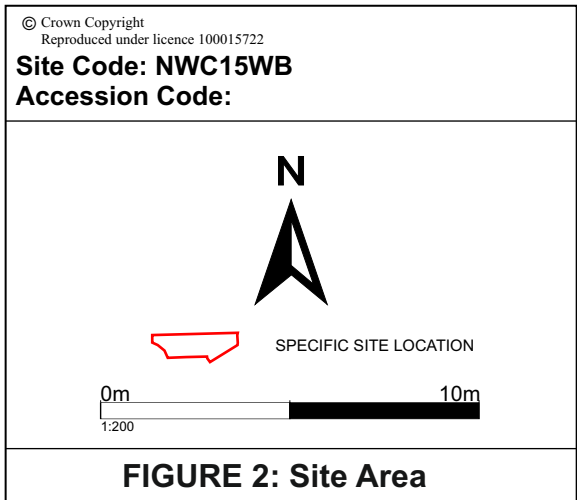 © Crown Copyright
Reproduced under licence 100015722
Site Code: NWC15WB
Accession Code:
N
SPECIFIC SITE LOCATION
0m 10m
1:200
FIGURE 2: Site Area